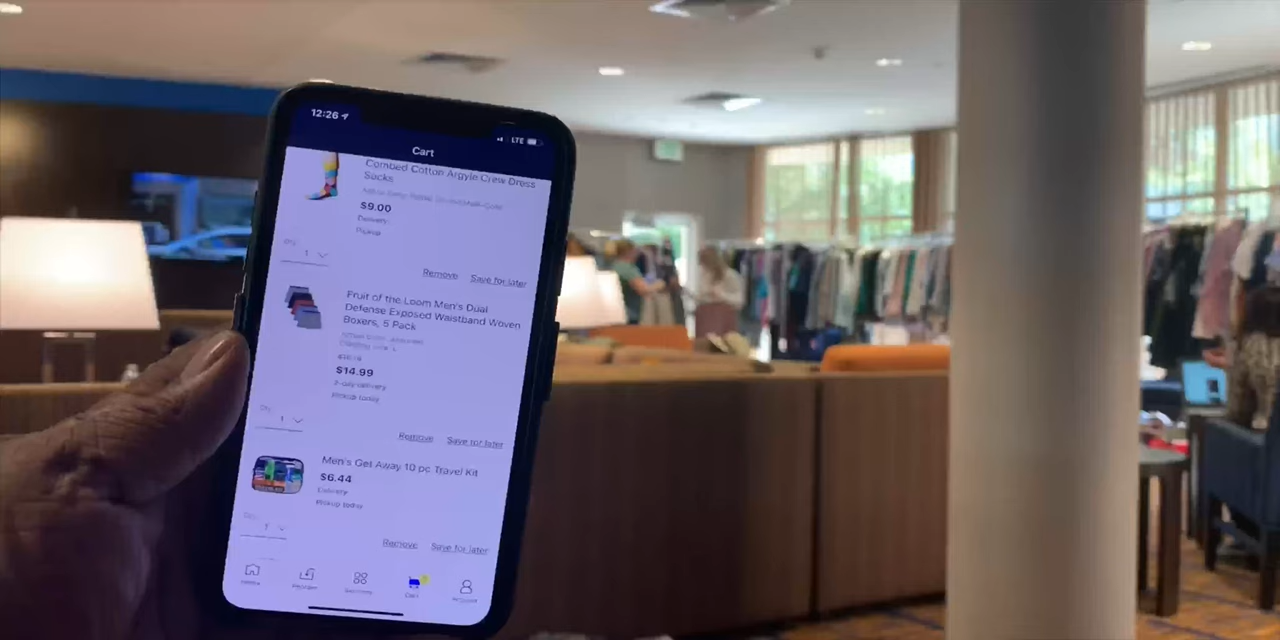 12:26
LTE
Cart
Combed Cotton Argyle Crew Dress
Socks
$9.00
Delivery
Pickup
Qty
1
Remove Save for later
Fruit of the Loom Men's Dual
Defense Exposed Waistband Woven
Boxers, 5 Pack
$14.99
2-day delivery
Pickup today
Qty
1
Remove Save for later
Men's Get Away 10 pc Travel Kit
$6.44
Delivery
Pickup today
Qty
1
Remove Save for later
Cart
Account